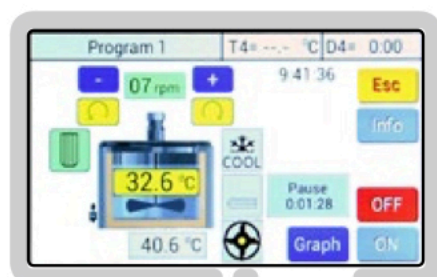 Program 1 T4= --.- °C D4= 0:00
- 07 rpm + 9:41:36 Esc
Info
COOL
32.6 °C
Pause
0:01:28 OFF
40.6 °C Graph ON